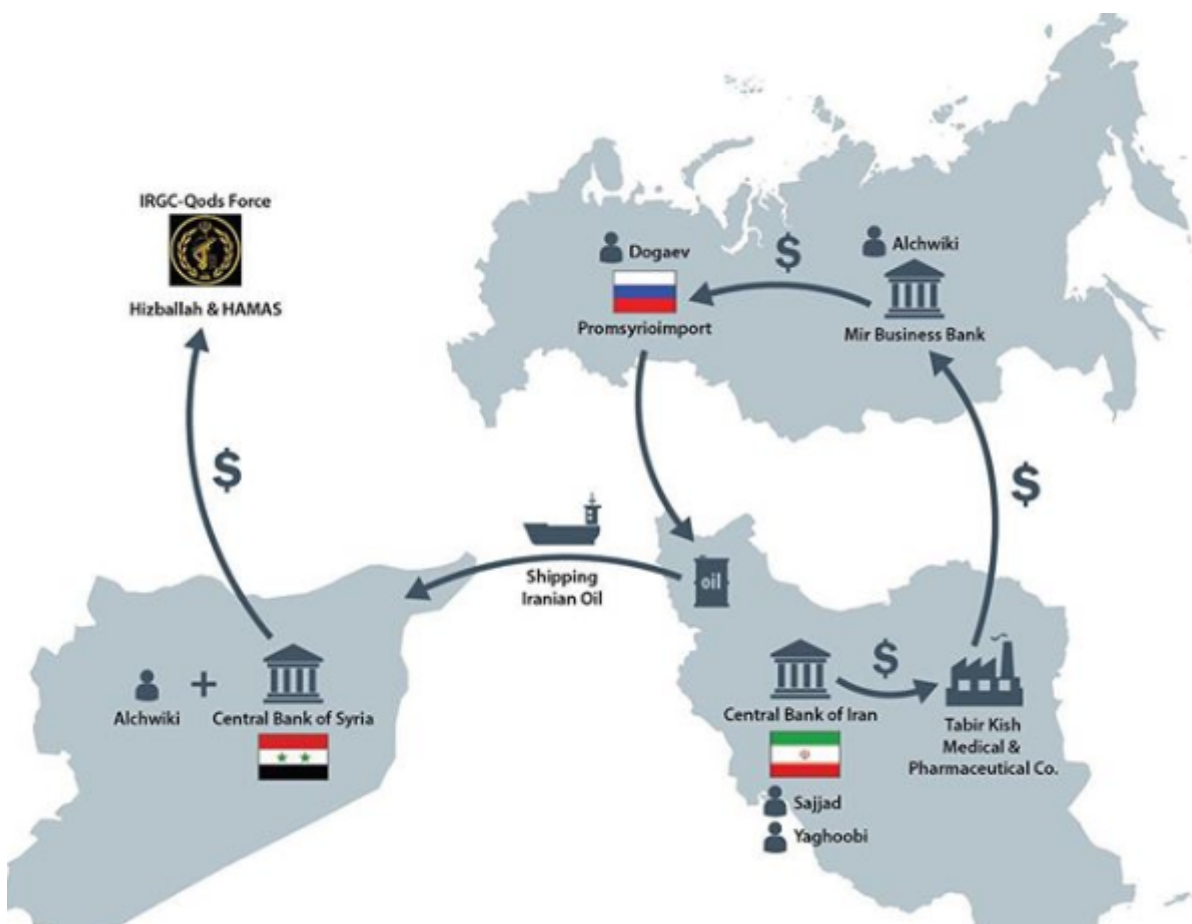 IRGC-Qods Force
Hizballah & HAMAS
Dogaev
$
Alchwiki
Promsyrioimport
Mir Business Bank
$
$
Shipping
Iranian Oil
oil
$
Alchwiki
+
Central Bank of Syria
Central Bank of Iran
Tabir Kish
Medical &
Pharmaceutical Co.
Sajjad
Yaghoobi